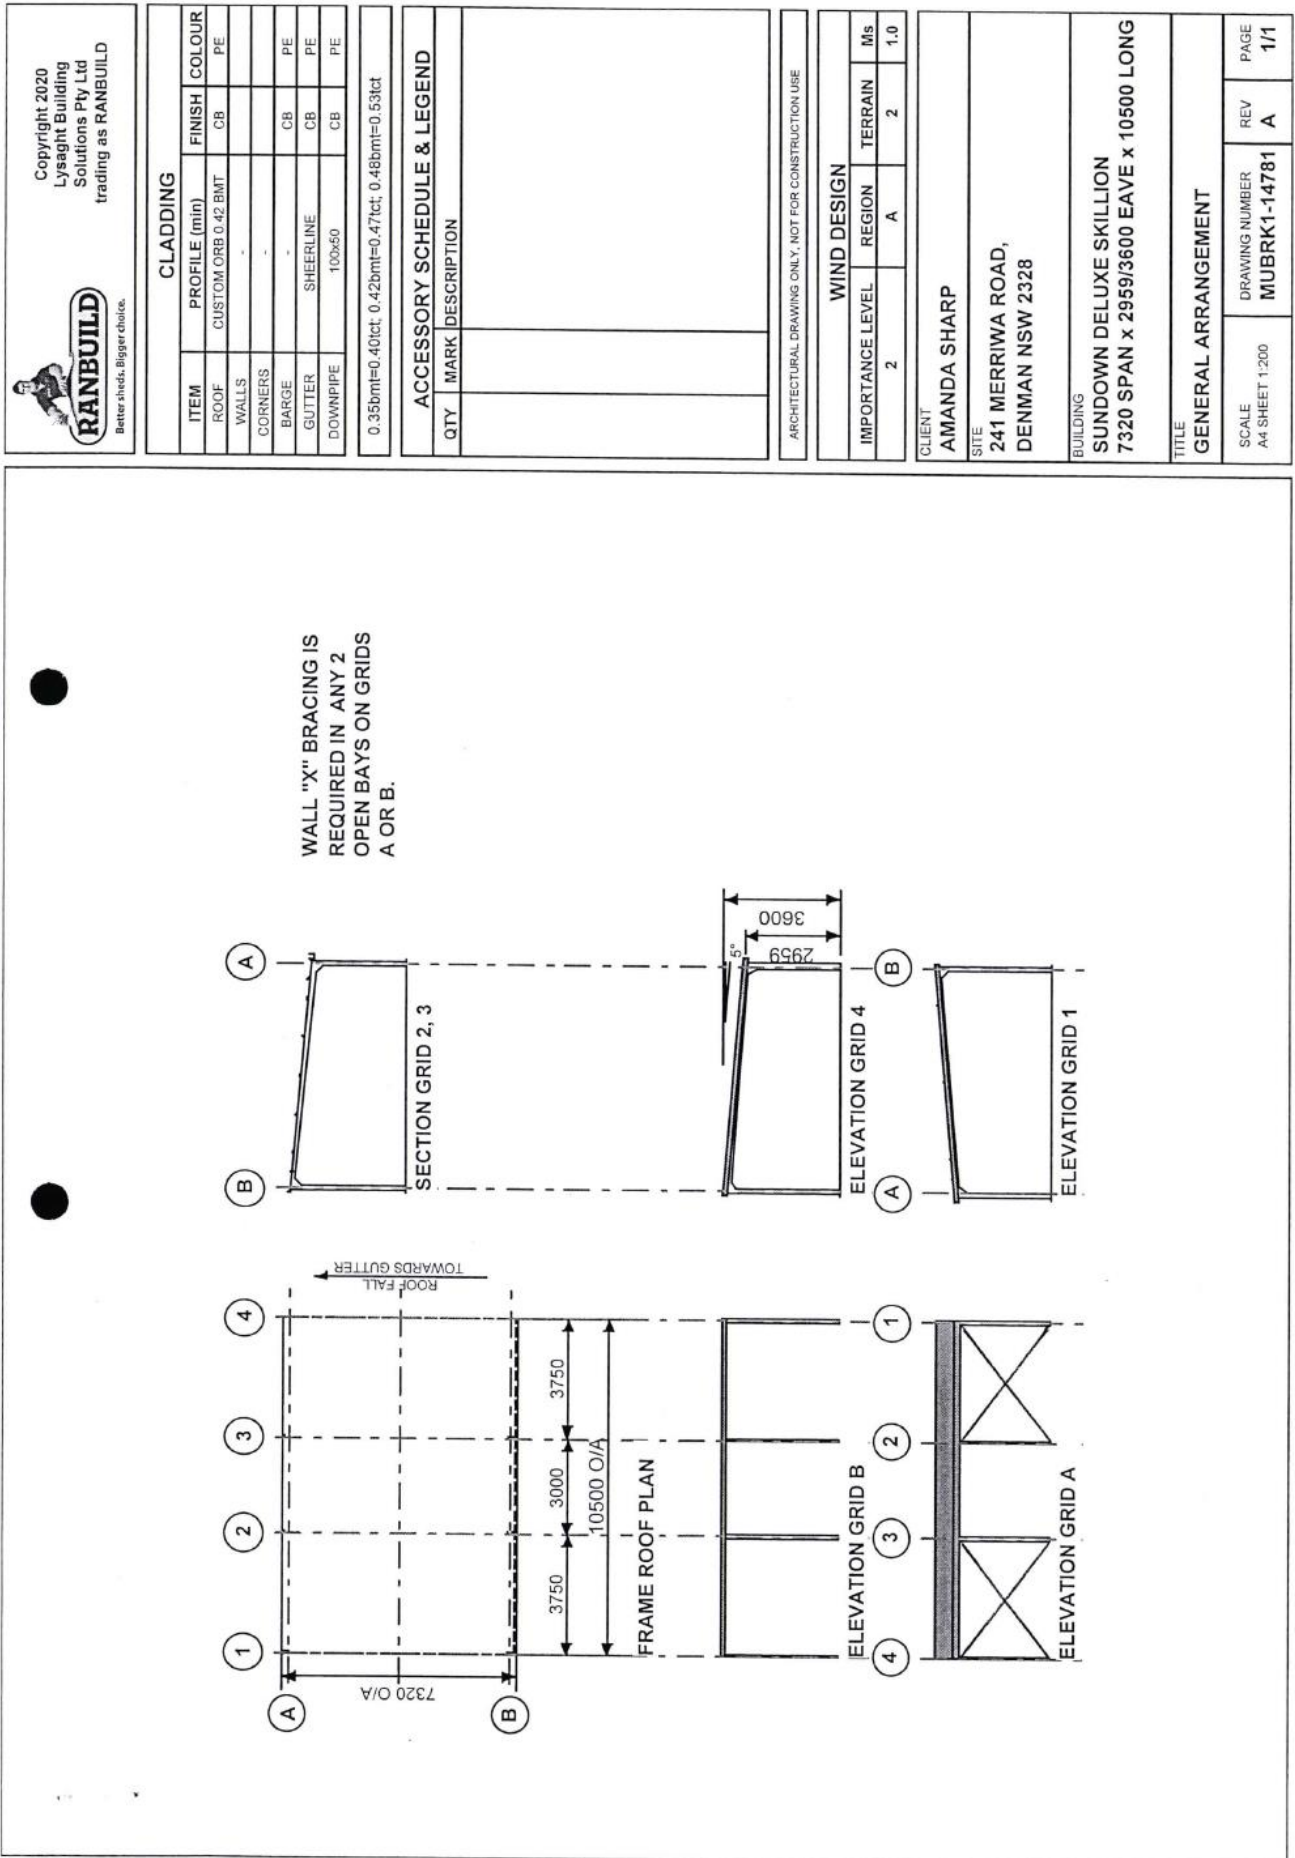 A
B
1
2
3
4
7320 O/A
3750
3000
3750
10500 O/A
ROOF FALL
TOWARDS GUTTER
FRAME ROOF PLAN
B
A
SECTION GRID 2, 3
WALL "X" BRACING IS
REQUIRED IN ANY 2
OPEN BAYS ON GRIDS
A OR B.
ELEVATION GRID B
5°
2959
3600
ELEVATION GRID 4
4
3
2
1
ELEVATION GRID A
A
B
ELEVATION GRID 1
RANBUILD
Better sheds. Bigger choice.
Copyright 2020
Lysaght Building
Solutions Pty Ltd
trading as RANBUILD
CLADDING
ITEM PROFILE (min) FINISH COLOUR
ROOF CUSTOM ORB 0.42 BMT CB PE
WALLS -
CORNERS -
BARGE - CB PE
GUTTER SHEERLINE CB PE
DOWNPIPE 100x50 CB PE
0.35bmt=0.40tct; 0.42bmt=0.47tct; 0.48bmt=0.53tct
ACCESSORY SCHEDULE & LEGEND
QTY MARK DESCRIPTION
ARCHITECTURAL DRAWING ONLY, NOT FOR CONSTRUCTION USE
WIND DESIGN
IMPORTANCE LEVEL REGION TERRAIN Ms
2 A 2 1.0
CLIENT
AMANDA SHARP
SITE
241 MERRIWA ROAD,
DENMAN NSW 2328
BUILDING
SUNDOWN DELUXE SKILLION
7320 SPAN x 2959/3600 EAVE x 10500 LONG
TITLE
GENERAL ARRANGEMENT
SCALE DRAWING NUMBER REV PAGE
A4 SHEET 1:200 MUBRK1-14781 A 1/1